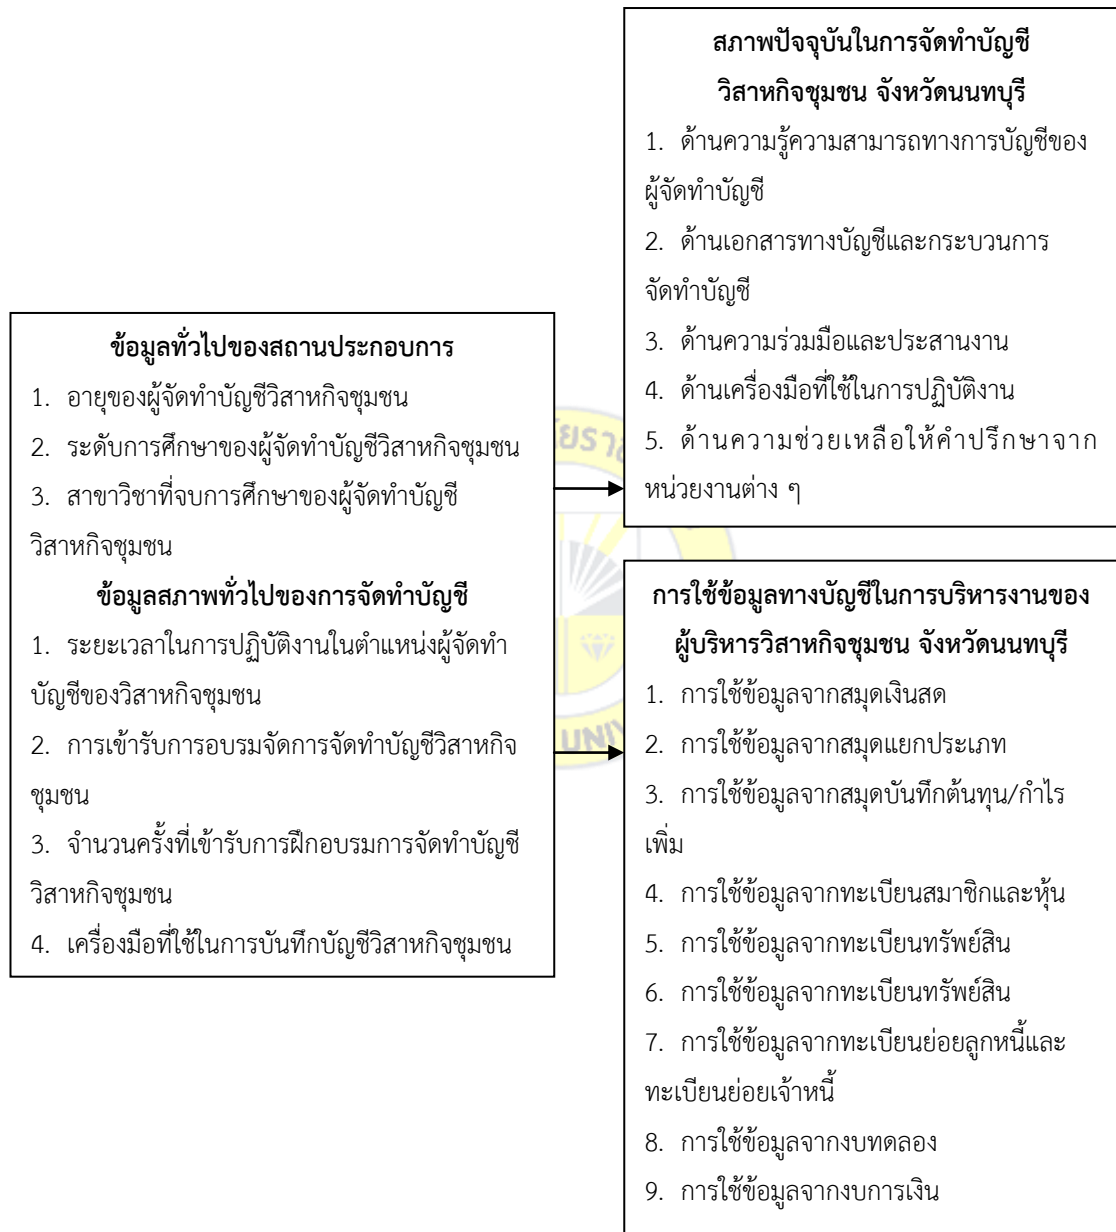 สภาพปัจจุบันในการจัดทำบัญชี
วิสาหกิจชุมชน จังหวัดนนทบุรี
1. ด้านความรู้ความสามารถทางการบัญชีของ
ผู้จัดทำบัญชี
2. ด้านเอกสารทางบัญชีและกระบวนการ
จัดทำบัญชี
3. ด้านความร่วมมือและประสานงาน
4. ด้านเครื่องมือที่ใช้ในการปฏิบัติงาน
5. ด้านความช่วยเหลือให้คำปรึกษาจาก
หน่วยงานต่าง ๆ
ข้อมูลทั่วไปของสถานประกอบการ
1. อายุของผู้จัดทำบัญชีวิสาหกิจชุมชน
2. ระดับการศึกษาของผู้จัดทำบัญชีวิสาหกิจชุมชน
3. สาขาวิชาที่จบการศึกษาของผู้จัดทำบัญชี
วิสาหกิจชุมชน
ข้อมูลสภาพทั่วไปของการจัดทำบัญชี
1. ระยะเวลาในการปฏิบัติงานในตำแหน่งผู้จัดทำ
บัญชีของวิสาหกิจชุมชน
2. การเข้ารับการอบรมจัดการจัดทำบัญชีวิสาหกิจ
ชุมชน
3. จำนวนครั้งที่เข้ารับการฝึกอบรมการจัดทำบัญชี
วิสาหกิจชุมชน
4. เครื่องมือที่ใช้ในการบันทึกบัญชีวิสาหกิจชุมชน
การใช้ข้อมูลทางบัญชีในการบริหารงานของ
ผู้บริหารวิสาหกิจชุมชน จังหวัดนนทบุรี
1. การใช้ข้อมูลจากสมุดเงินสด
2. การใช้ข้อมูลจากสมุดแยกประเภท
3. การใช้ข้อมูลจากสมุดบันทึกต้นทุน/กำไร
เพิ่ม
4. การใช้ข้อมูลจากทะเบียนสมาชิกและหุ้น
5. การใช้ข้อมูลจากทะเบียนทรัพย์สิน
6. การใช้ข้อมูลจากทะเบียนทรัพย์สิน
7. การใช้ข้อมูลจากทะเบียนย่อยลูกหนี้และ
ทะเบียนย่อยเจ้าหนี้
8. การใช้ข้อมูลจากงบทดลอง
9. การใช้ข้อมูลจากงบการเงิน